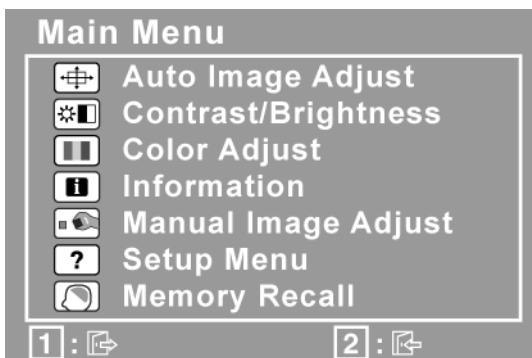 Main Menu
Auto Image Adjust
Contrast/Brightness
Color Adjust
i Information
Manual Image Adjust
? Setup Menu
Memory Recall
1 : 2 :